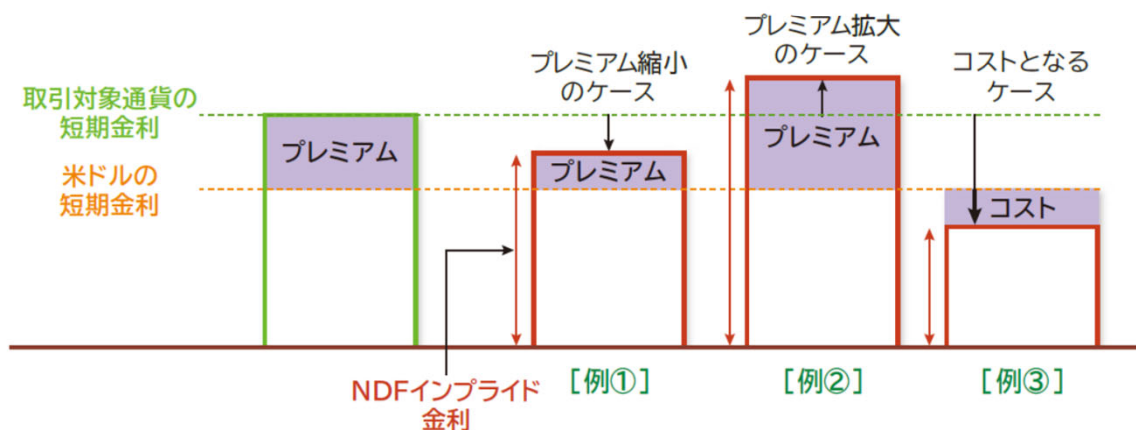 取引対象通貨の
短期金利
米ドルの
短期金利
プレミアム
プレミアム縮小
のケース
プレミアム
プレミアム拡大
のケース
プレミアム
コストとなる
ケース
コスト
NDFインプライド
金利
［例①］
［例②］
［例③］